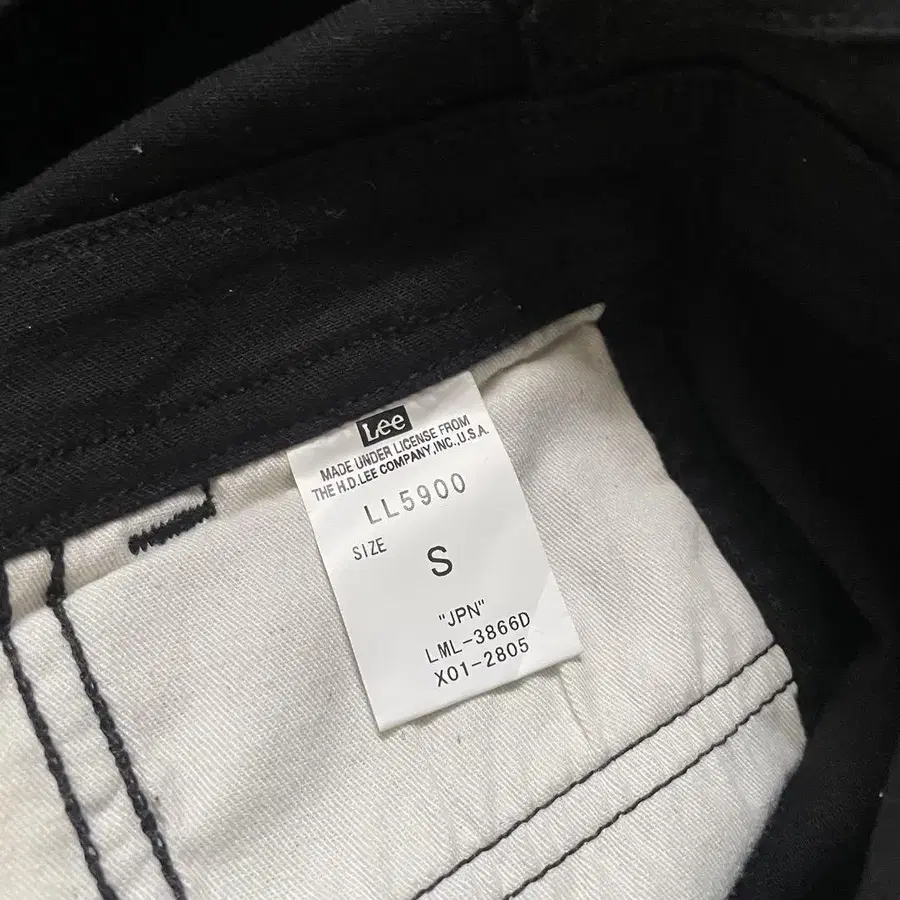 Lee
MADE UNDER LICENSE FROM
THE H.D.LEE COMPANY,INC.,U.S.A.
LL5900
SIZE
S
"JPN"
LML-3866D
X01-2805